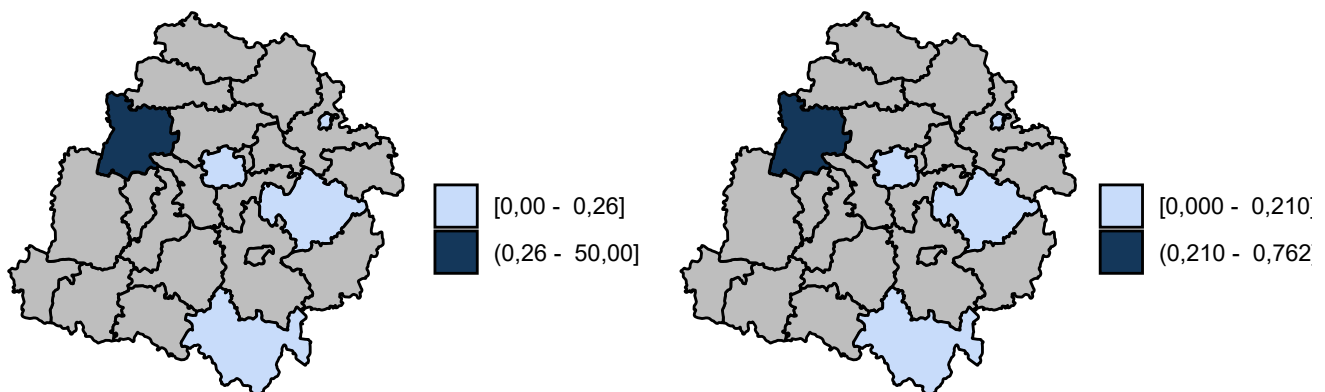 [0,00 - 0,26]
(0,26 - 50,00]
[0,000 - 0,210]
(0,210 - 0,762]